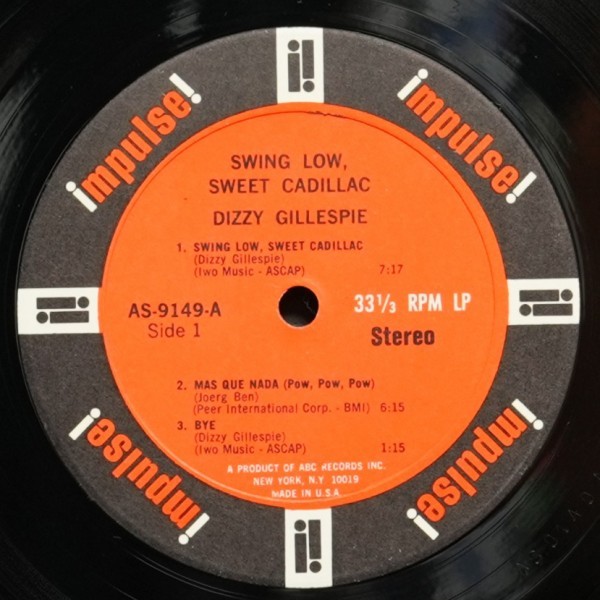 impulse!
impulse!
SWING LOW,
SWEET CADILLAC
DIZZY GILLESPIE
1. SWING LOW, SWEET CADILLAC
(Dizzy Gillespie)
(Iwo Music - ASCAP) 7:17
AS-9149-A
Side 1
33⅓ RPM LP
Stereo
2. MAS QUE NADA (Pow, Pow, Pow)
(Joerg Ben)
(Peer International Corp. - BMI) 6:15
3. BYE
(Dizzy Gillespie)
(Iwo Music - ASCAP) 1:15
A PRODUCT OF ABC RECORDS INC.
NEW YORK, N.Y 10019
MADE IN U.S.A
impulse!
impulse!